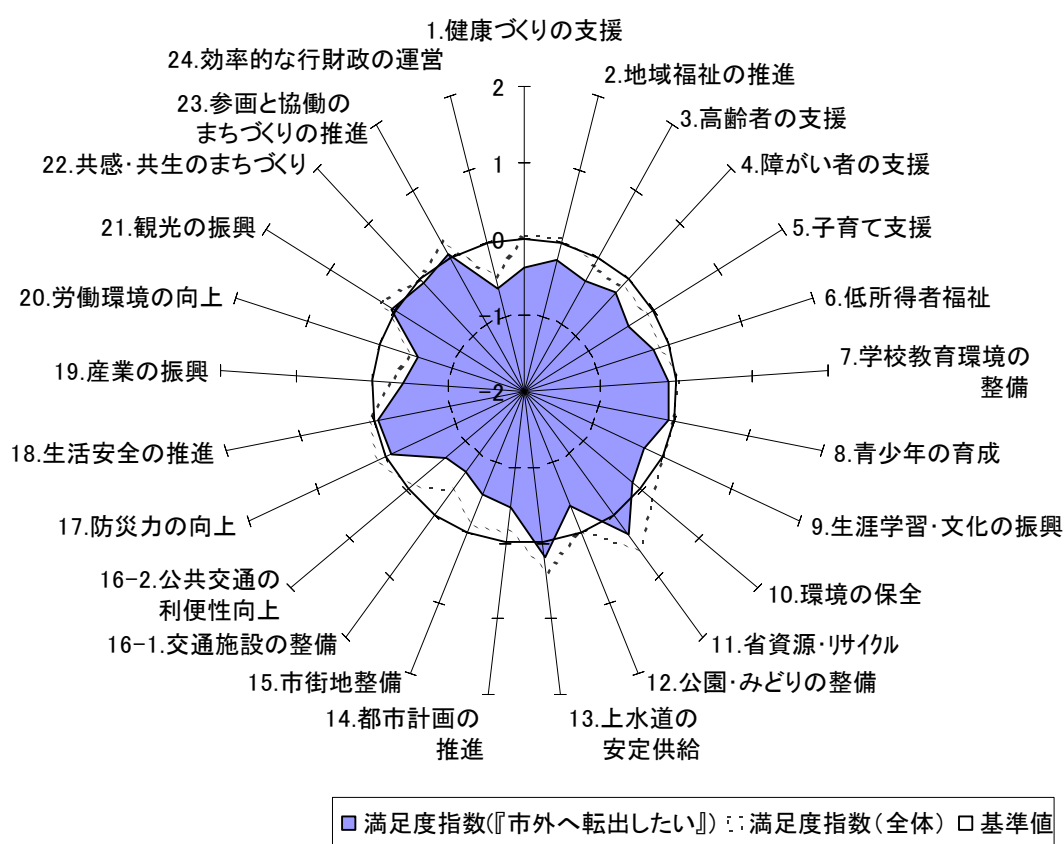 1.健康づくりの支援
2.地域福祉の推進
3.高齢者の支援
4.障がい者の支援
5.子育て支援
6.低所得者福祉
7.学校教育環境の
整備
8.青少年の育成
9.生涯学習･文化の振興
10.環境の保全
11.省資源･ﾘｻｲｸﾙ
12.公園･みどりの整備
13.上水道の
安定供給
14.都市計画の
推進
15.市街地整備
16-1.交通施設の整備
16-2.公共交通の
利便性向上
17.防災力の向上
18.生活安全の推進
19.産業の振興
20.労働環境の向上
21.観光の振興
22.共感･共生のまちづくり
23.参画と協働の
まちづくりの推進
24.効率的な行財政の運営
2
1
0
-1
-2
満足度指数(『市外へ転出したい』)
満足度指数(全体)
基準値